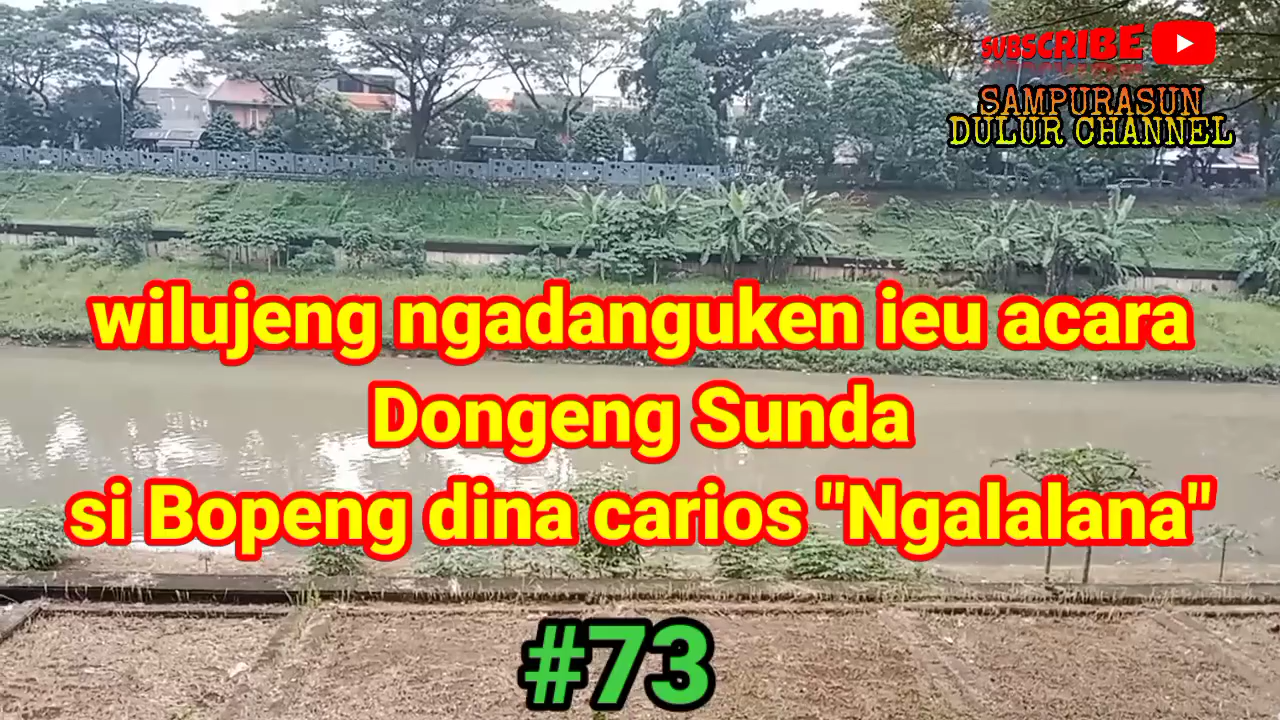 SUBSCRIBE
SAMPURASUN
DULUR CHANNEL
wilujeng ngadanguken ieu acara
Dongeng Sunda
si Bopeng dina carios "Ngalalana"
#73